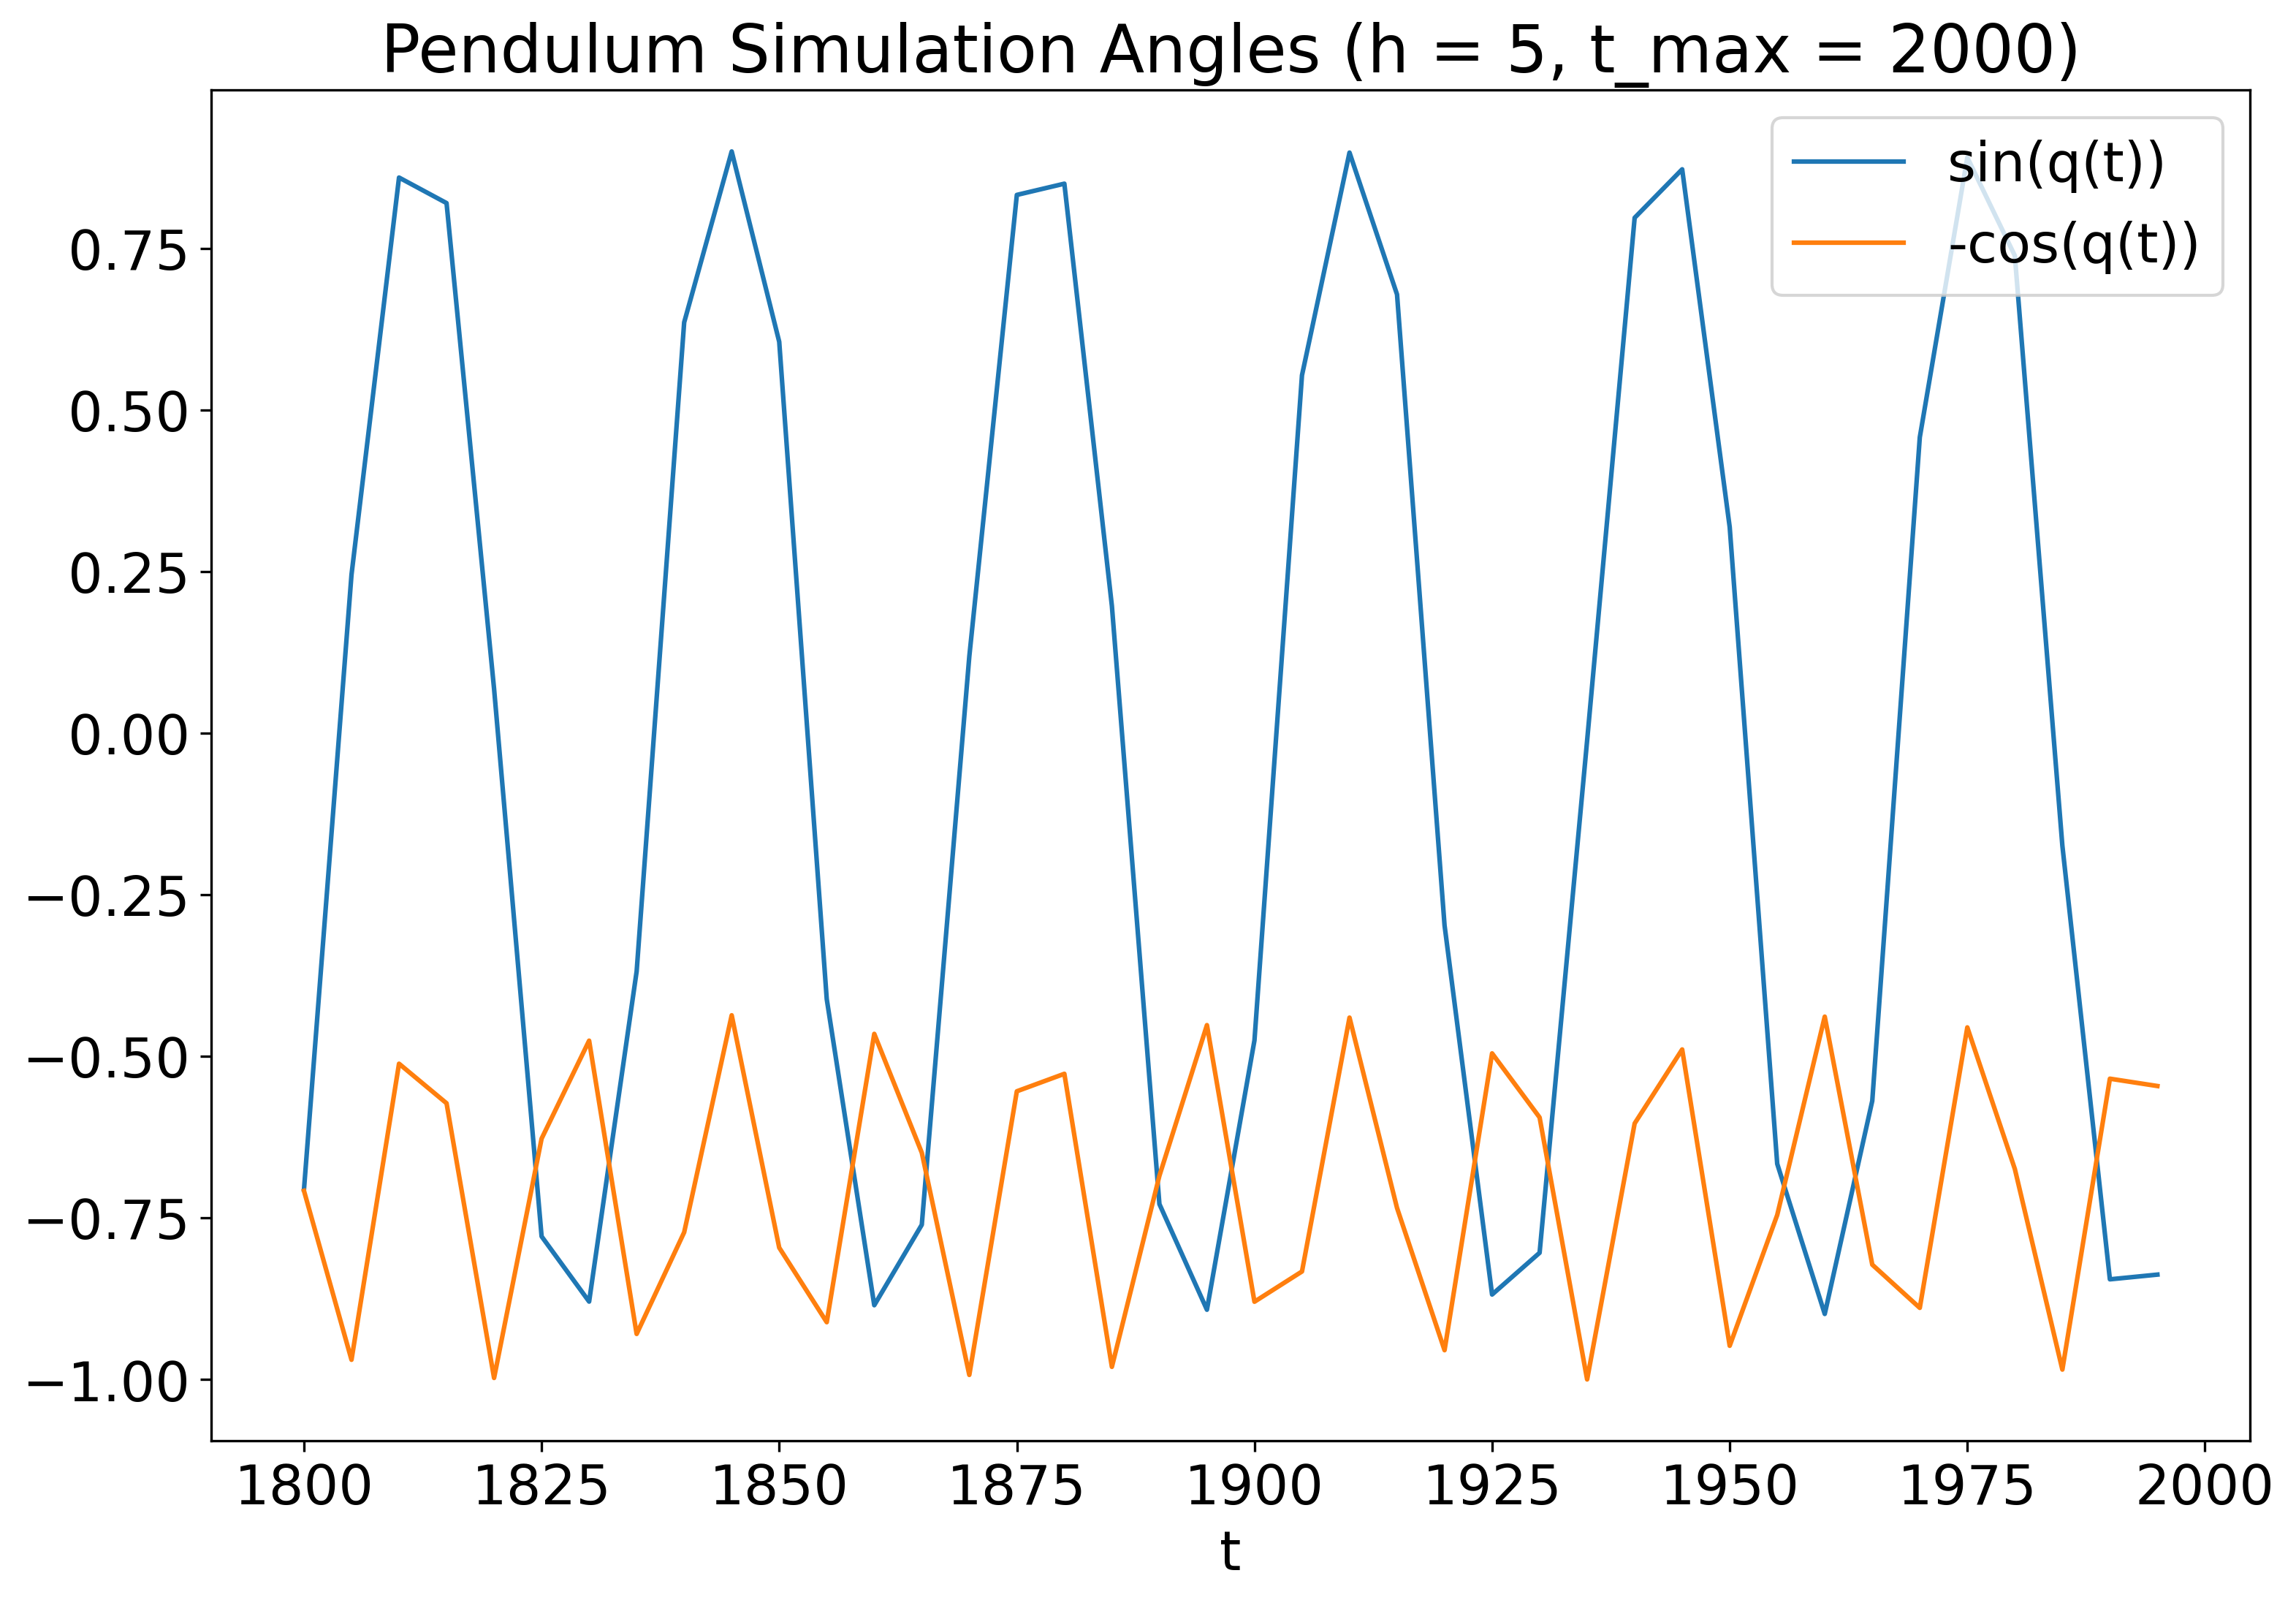 Pendulum Simulation Angles (h = 5, t_max = 2000)
sin(q(t))
-cos(q(t))
0.75
0.50
0.25
0.00
−0.25
−0.50
−0.75
−1.00
1800 1825 1850 1875 1900 1925 1950 1975 2000
t